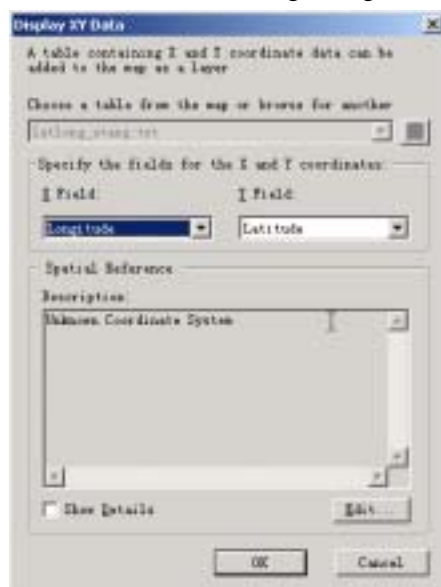 Display XY Data
A table containing X and Y coordinate data can be
added to the map as a layer
Choose a table from the map or browse for another
Specify the fields for the X and Y coordinates:
X Field: Y Field:
Longitude Latitude
Spatial Reference
Description:
Unknown Coordinate System
Show Details Edit...
OK Cancel